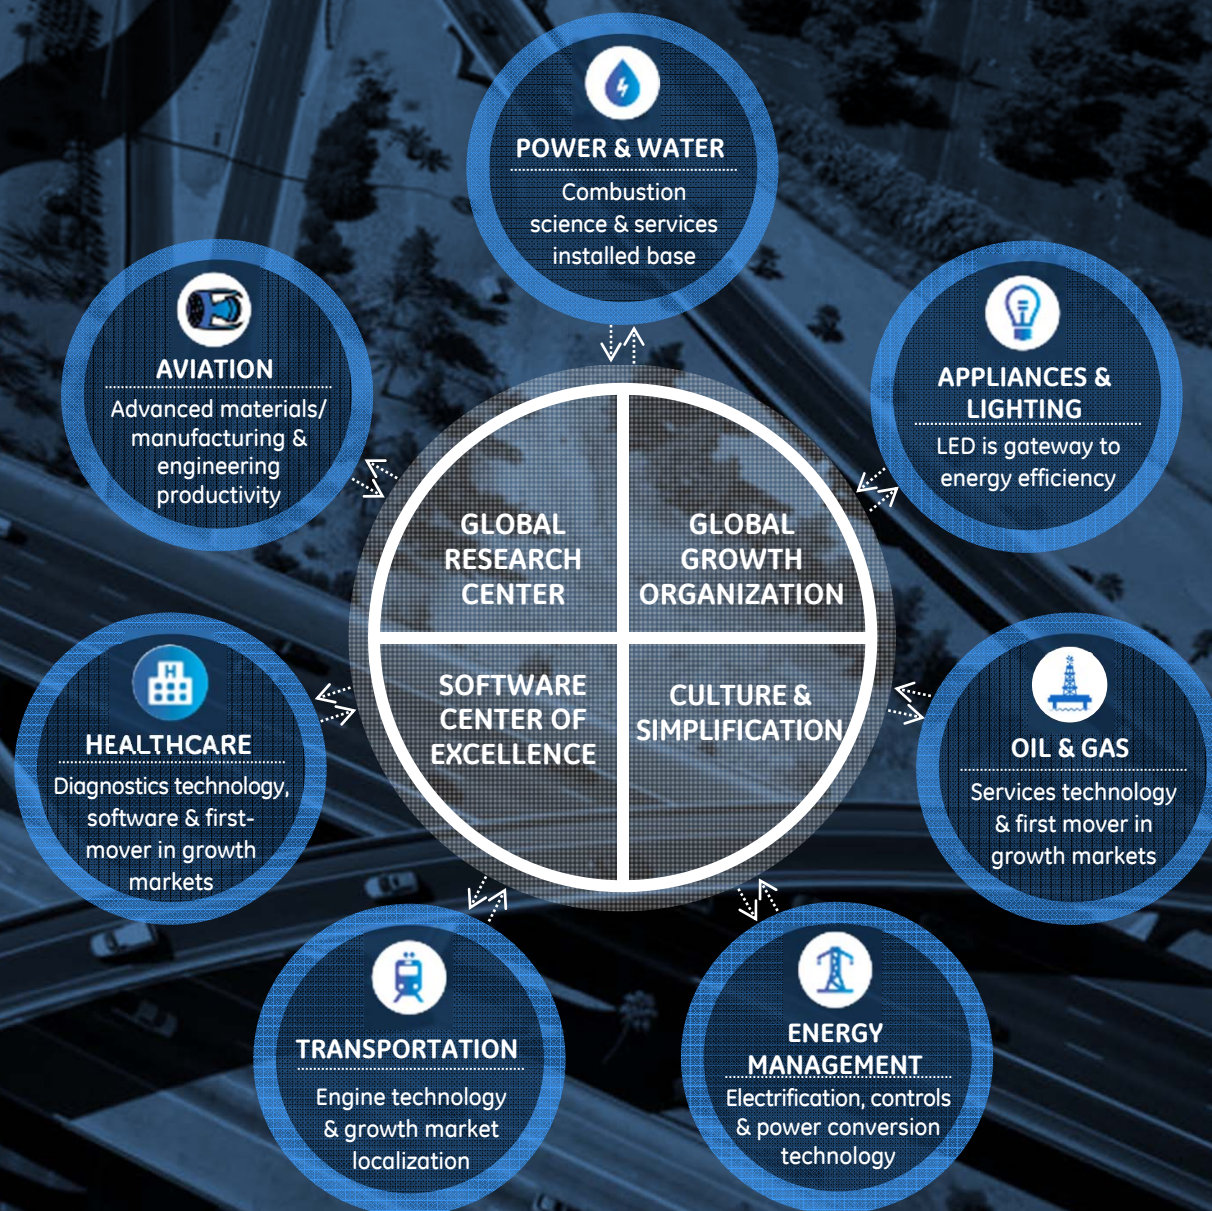 POWER & WATER
Combustion
science & services
installed base
AVIATION
Advanced materials/
manufacturing &
engineering
productivity
APPLIANCES &
LIGHTING
LED is gateway to
energy efficiency
GLOBAL
RESEARCH
CENTER
GLOBAL
GROWTH
ORGANIZATION
SOFTWARE
CENTER OF
EXCELLENCE
CULTURE &
SIMPLIFICATION
HEALTHCARE
Diagnostics technology,
software & first-
mover in growth
markets
OIL & GAS
Services technology
& first mover in
growth markets
TRANSPORTATION
Engine technology
& growth market
localization
ENERGY
MANAGEMENT
Electrification, controls
& power conversion
technology
H